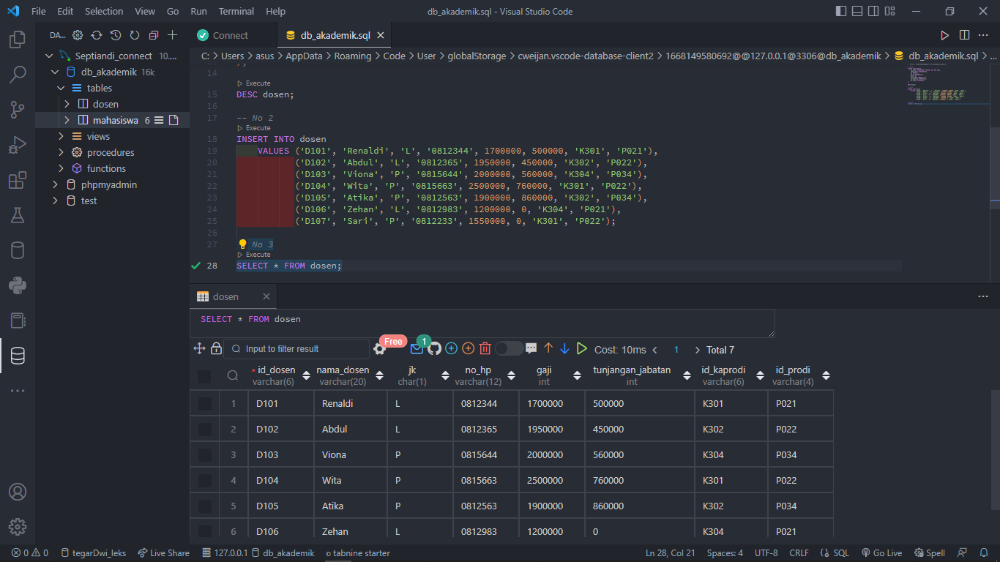 File Edit Selection View Go Run Terminal Help
db_akademik.sql - Visual Studio Code
DA...
Connect
db_akademik.sql
Septiandi_connect 10....
db_akademik 16k
tables
dosen
mahasiswa 6
views
procedures
functions
phpmyadmin
test
C: > Users > asus > AppData > Roaming > Code > User > globalStorage > cweijan.vscode-database-client2 > 1668149580692@@127.0.0.1@3306@db_akademik > db_akademik.sql > ...
14
Execute
15 DESC dosen;
16
17 -- No 2
Execute
18 INSERT INTO dosen
19 VALUES ('D101', 'Renaldi', 'L', '0812344', 1700000, 500000, 'K301', 'P021'),
20 ('D102', 'Abdul', 'L', '0812365', 1950000, 450000, 'K302', 'P022'),
21 ('D103', 'Viona', 'P', '0815644', 2000000, 560000, 'K304', 'P034'),
22 ('D104', 'Wita', 'P', '0815663', 2500000, 760000, 'K301', 'P022'),
23 ('D105', 'Atika', 'P', '0812563', 1900000, 860000, 'K302', 'P034'),
24 ('D106', 'Zehan', 'L', '0812983', 1200000, 0, 'K304', 'P021'),
25 ('D107', 'Sari', 'P', '0812233', 1550000, 0, 'K301', 'P022');
26
27 No 3
Execute
28 SELECT * FROM dosen;
dosen
SELECT * FROM dosen
Input to filter result
Free
1
Cost: 10ms < 1 > Total 7
* id_dosen nama_dosen jk no_hp gaji tunjangan_jabatan id_kaprodi id_prodi
varchar(6) varchar(20) char(1) varchar(12) int int varchar(6) varchar(4)
1 D101 Renaldi L 0812344 1700000 500000 K301 P021
2 D102 Abdul L 0812365 1950000 450000 K302 P022
3 D103 Viona P 0815644 2000000 560000 K304 P034
4 D104 Wita P 0815663 2500000 760000 K301 P022
5 D105 Atika P 0812563 1900000 860000 K302 P034
6 D106 Zehan L 0812983 1200000 0 K304 P021
0 0 tegarDwi_leks Live Share 127.0.0.1 db_akademik tabnine starter Ln 28, Col 21 Spaces: 4 UTF-8 CRLF SQL Go Live Spell